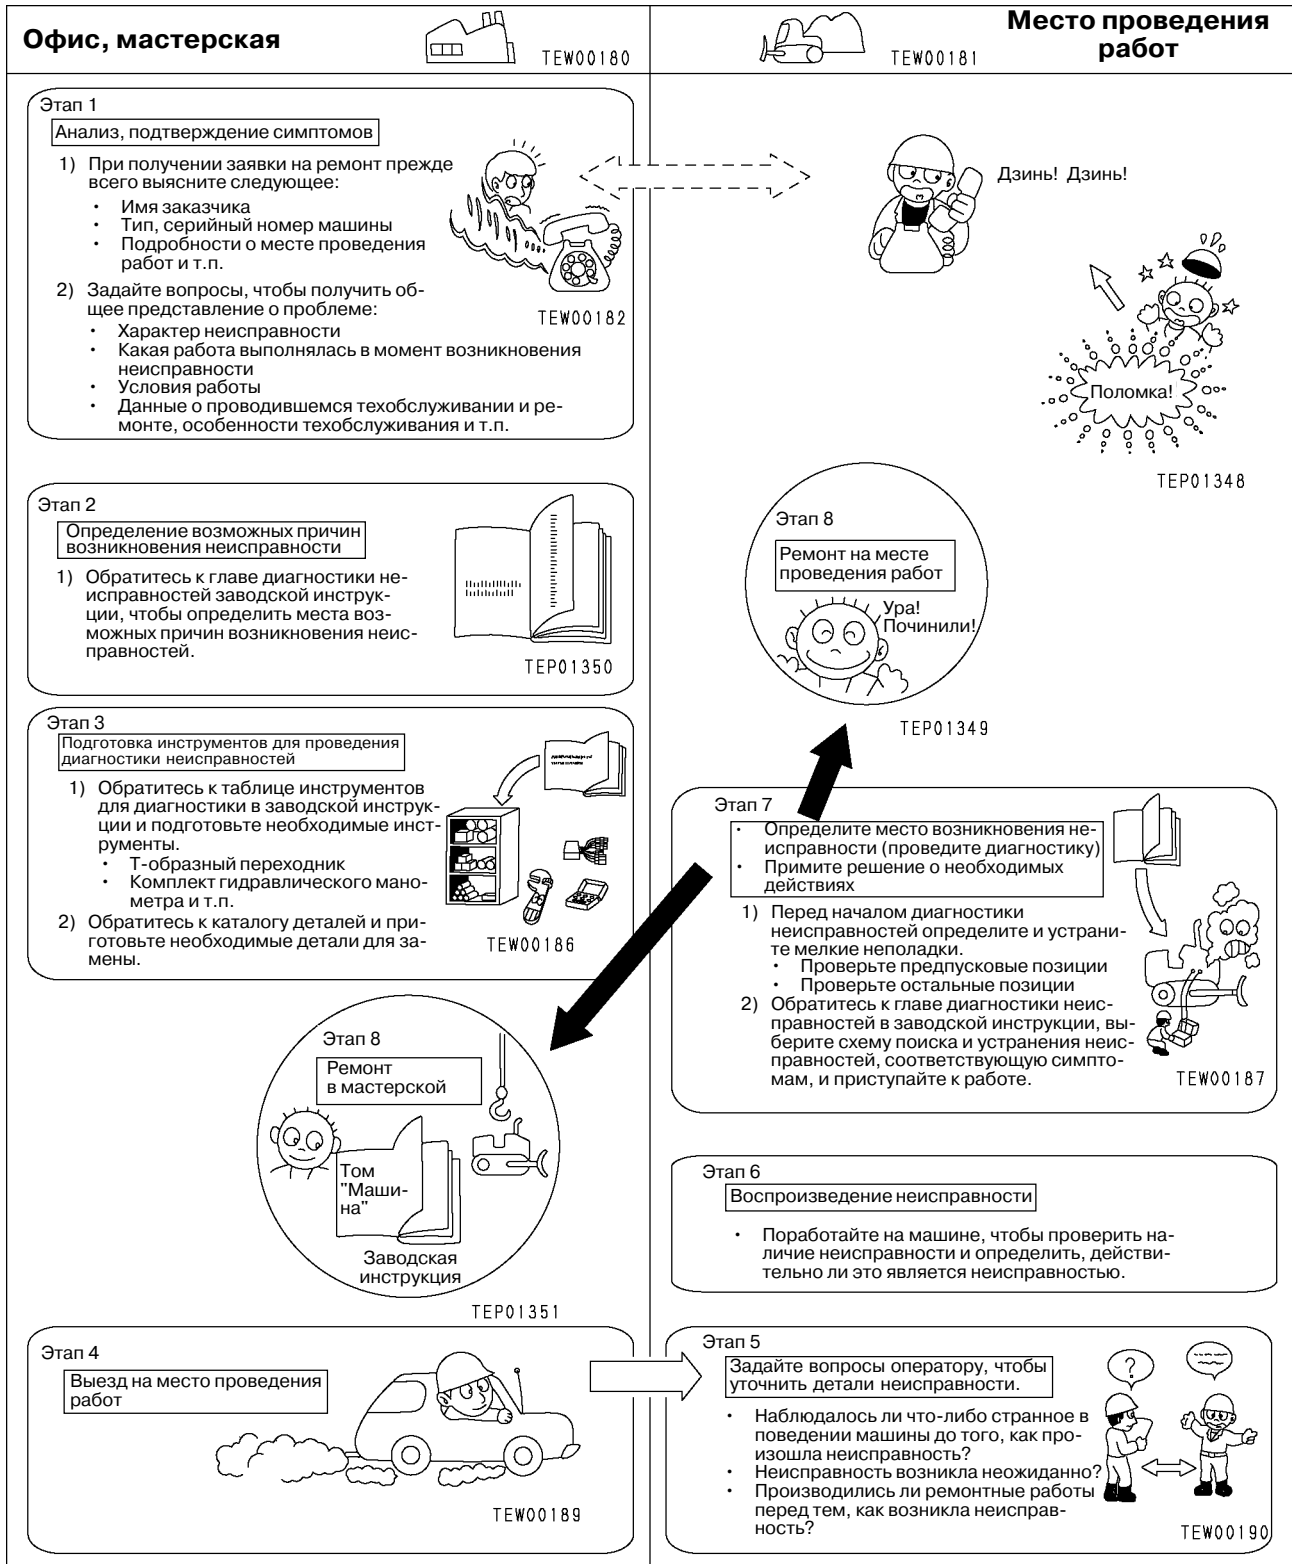 Офис, мастерская
TEW00180
TEW00181
Место проведения
работ
Этап 1
Анализ, подтверждение симптомов
1) При получении заявки на ремонт прежде
всего выясните следующее:
· Имя заказчика
· Тип, серийный номер машины
· Подробности о месте проведения
работ и т.п.
2) Задайте вопросы, чтобы получить об-
щее представление о проблеме:
· Характер неисправности
· Какая работа выполнялась в момент возникновения
неисправности
· Условия работы
· Данные о проводившемся техобслуживании и ре-
монте, особенности техобслуживания и т.п.
TEW00182
Дзинь! Дзинь!
Поломка!
TEP01348
Этап 2
Определение возможных причин
возникновения неисправности
1) Обратитесь к главе диагностики не-
исправностей заводской инструк-
ции, чтобы определить места воз-
можных причин возникновения неис-
правностей.
TEP01350
Этап 8
Ремонт на месте
проведения работ
Ура!
Починили!
TEP01349
Этап 3
Подготовка инструментов для проведения
диагностики неисправностей
1) Обратитесь к таблице инструментов
для диагностики в заводской инструк-
ции и подготовьте необходимые инст-
рументы.
· Т-образный переходник
· Комплект гидравлического мано-
метра и т.п.
2) Обратитесь к каталогу деталей и при-
готовьте необходимые детали для за-
мены.
TEW00186
Этап 7
· Определите место возникновения не-
исправности (проведите диагностику)
· Примите решение о необходимых
действиях
1) Перед началом диагностики
неисправностей определите и устрани-
те мелкие неполадки.
· Проверьте предпусковые позиции
· Проверьте остальные позиции
2) Обратитесь к главе диагностики неис-
правностей в заводской инструкции, вы-
берите схему поиска и устранения неис-
правностей, соответствующую симпто-
мам, и приступайте к работе.
TEW00187
Этап 8
Ремонт
в мастерской
Том
"Маши-
на"
Заводская
инструкция
TEP01351
Этап 6
Воспроизведение неисправности
· Поработайте на машине, чтобы проверить на-
личие неисправности и определить, действи-
тельно ли это является неисправностью.
Этап 4
Выезд на место проведения
работ
TEW00189
Этап 5
Задайте вопросы оператору, чтобы
уточнить детали неисправности.
· Наблюдалось ли что-либо странное в
поведении машины до того, как про-
изошла неисправность?
· Неисправность возникла неожиданно?
· Производились ли ремонтные работы
перед тем, как возникла неисправ-
ность?
?
TEW00190